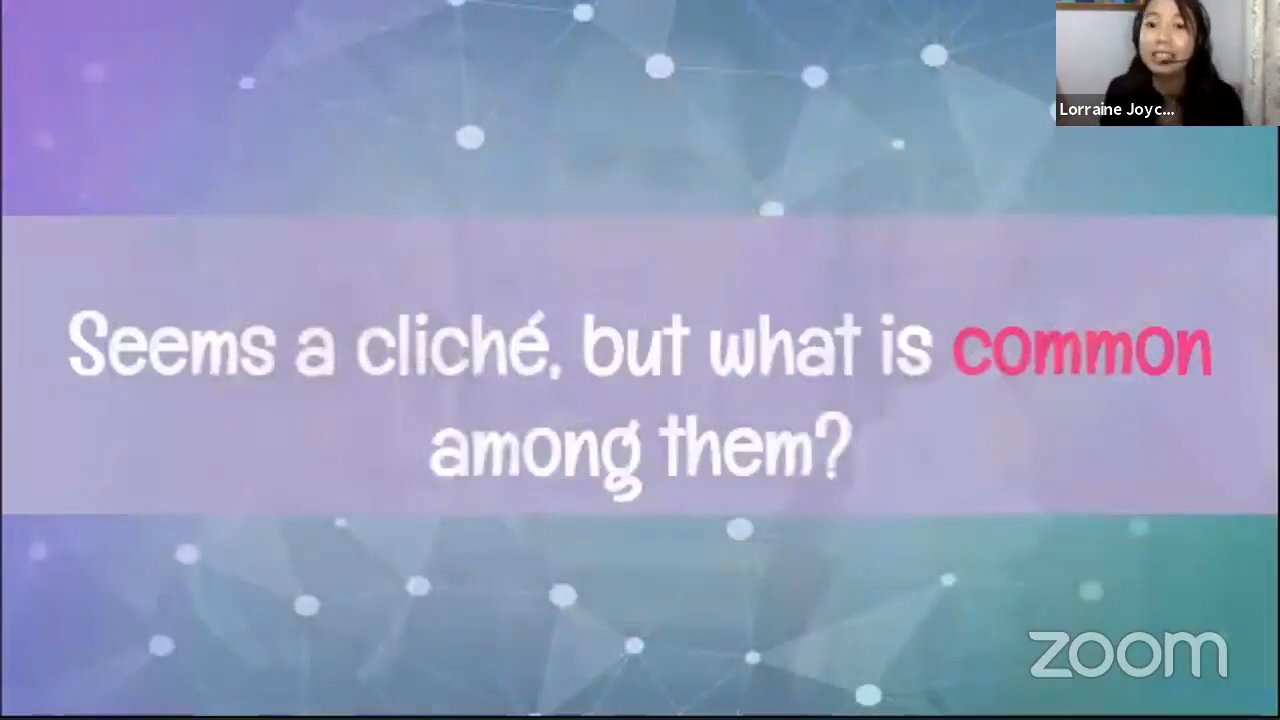 Lorraine Joyc...
Seems a cliché, but what is common
among them?
zoom